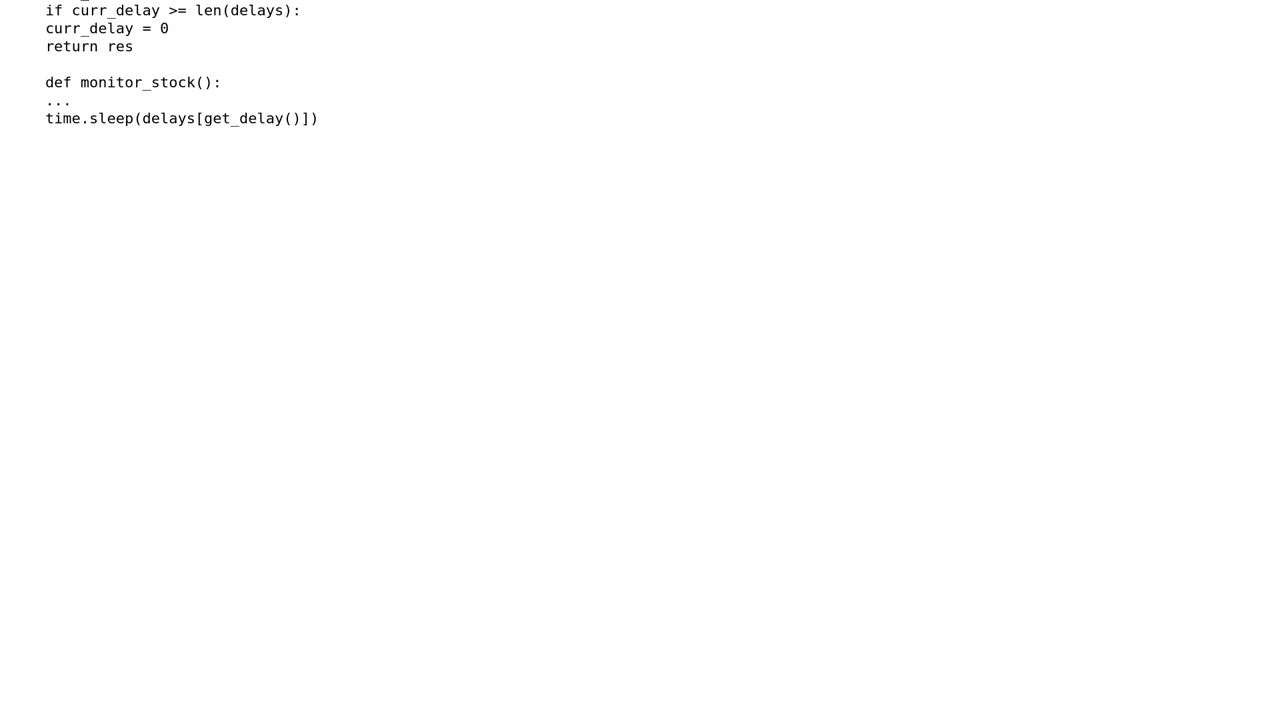 if curr_delay >= len(delays):
curr_delay = 0
return res

def monitor_stock():
...
time.sleep(delays[get_delay()])